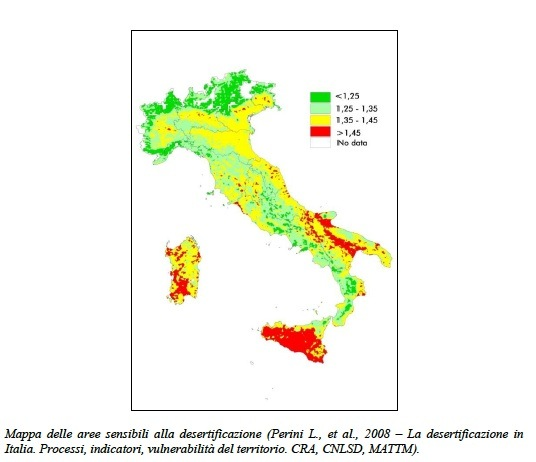 <1,25
1,25 - 1,35
1,35 - 1,45
>1,45
No data
Mappa delle aree sensibili alla desertificazione (Perini L., et al., 2008 – La desertificazione in
Italia. Processi, indicatori, vulnerabilità del territorio. CRA, CNLSD, MATTM).